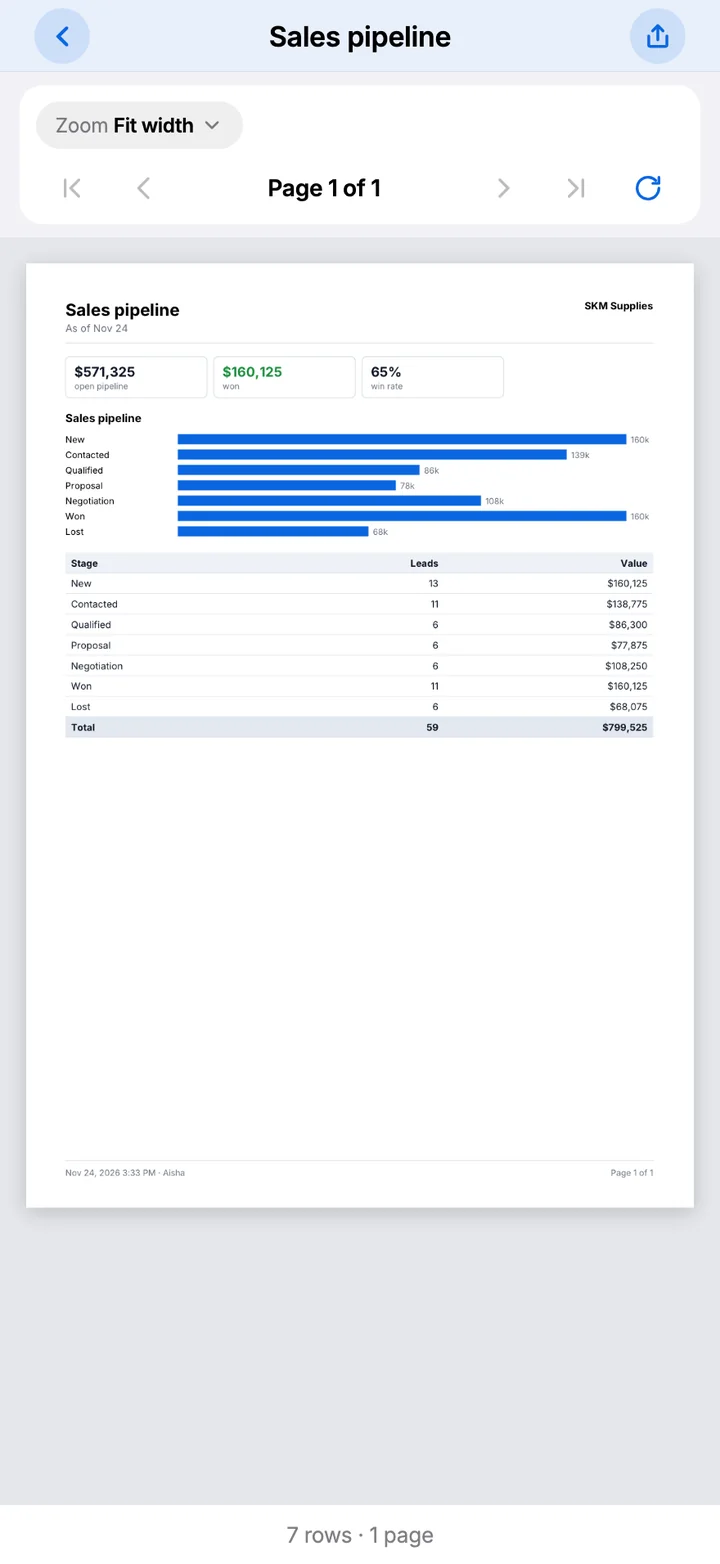 Sales pipeline
Zoom Fit width
Page 1 of 1
Sales pipeline
SKM Supplies
As of Nov 24
$571,325
open pipeline
$160,125
won
65%
win rate
Sales pipeline
New 160k
Contacted 139k
Qualified 86k
Proposal 78k
Negotiation 108k
Won 160k
Lost 68k
Stage Leads Value
New 13 $160,125
Contacted 11 $138,775
Qualified 6 $86,300
Proposal 6 $77,875
Negotiation 6 $108,250
Won 11 $160,125
Lost 6 $68,075
Total 59 $799,525
Nov 24, 2026 3:33 PM · Aisha
Page 1 of 1
7 rows · 1 page